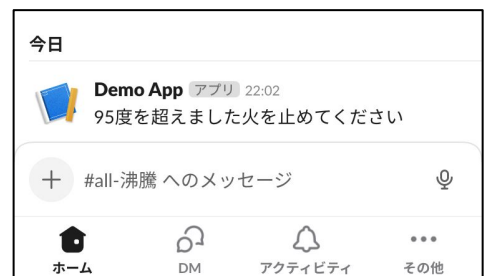 今日
Demo App アプリ 22:02
95度を超えました火を止めてください
#all-沸騰 へのメッセージ
ホーム
DM
アクティビティ
その他